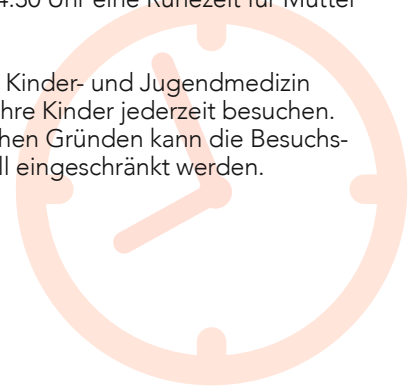 4.30 Uhr eine Ruhezeit für Mütter
Kinder- und Jugendmedizin
hre Kinder jederzeit besuchen.
hen Gründen kann die Besuchs-
ll eingeschränkt werden.